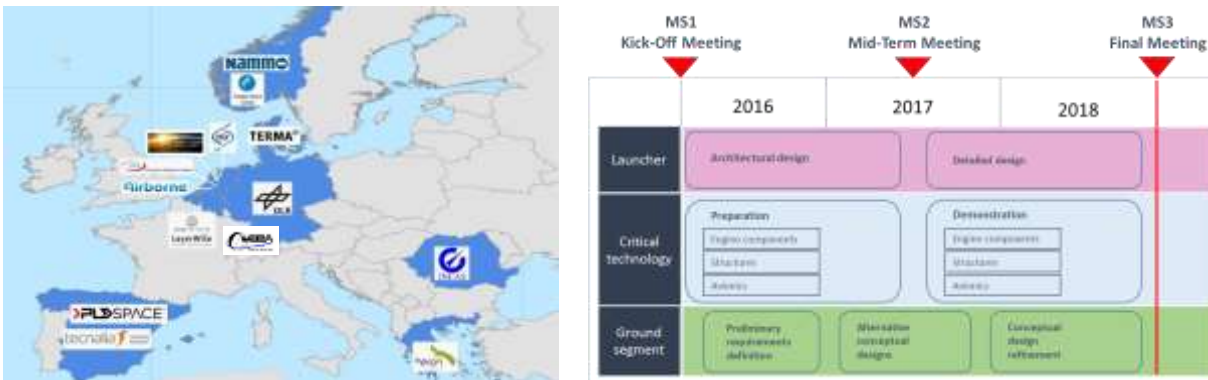 Nammo
TERMA
Airborne
DLR
PLD SPACE
tecnalia
MS1
Kick-Off Meeting
MS2
Mid-Term Meeting
MS3
Final Meeting
2016
2017
2018
Launcher
Architectural design
Detailed design
Critical
technology
Preparation
Engine components
Structures
Avionics
Demonstration
Engine components
Structures
Avionics
Ground
segment
Preliminary
requirements
definition
Alternative
conceptual
designs
Conceptual
design
refinement